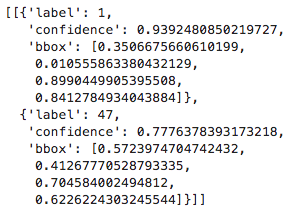 [[{'label': 1,
'confidence': 0.9392480850219727,
'bbox': [0.3506675660610199,
0.010555863380432129,
0.8990449905395508,
0.8412784934043884]},
{'label': 47,
'confidence': 0.7776378393173218,
'bbox': [0.5723974704742432,
0.41267770528793335,
0.704584002494812,
0.6226224303245544]}]]